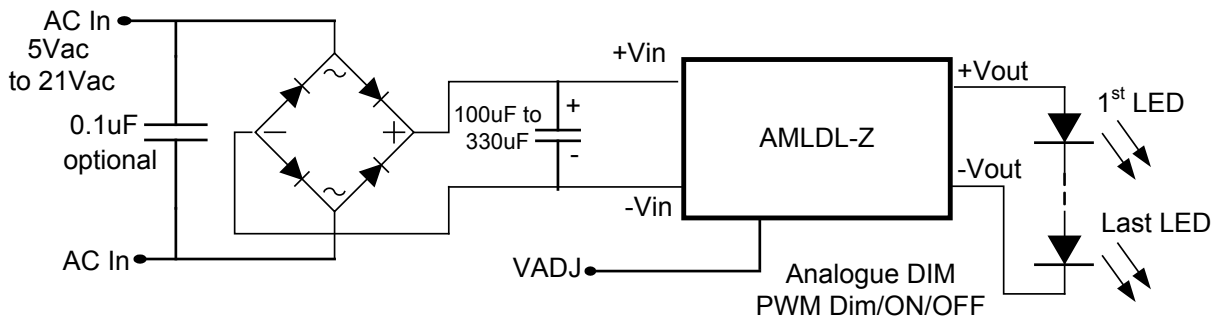 AC In
5Vac
to 21Vac
0.1uF
optional
AC In
~
−
+
~
+Vin
100uF to
330uF
+
-
-Vin
VADJ
AMLDL-Z
Analogue DIM
PWM Dim/ON/OFF
+Vout
-Vout
1st LED
Last LED